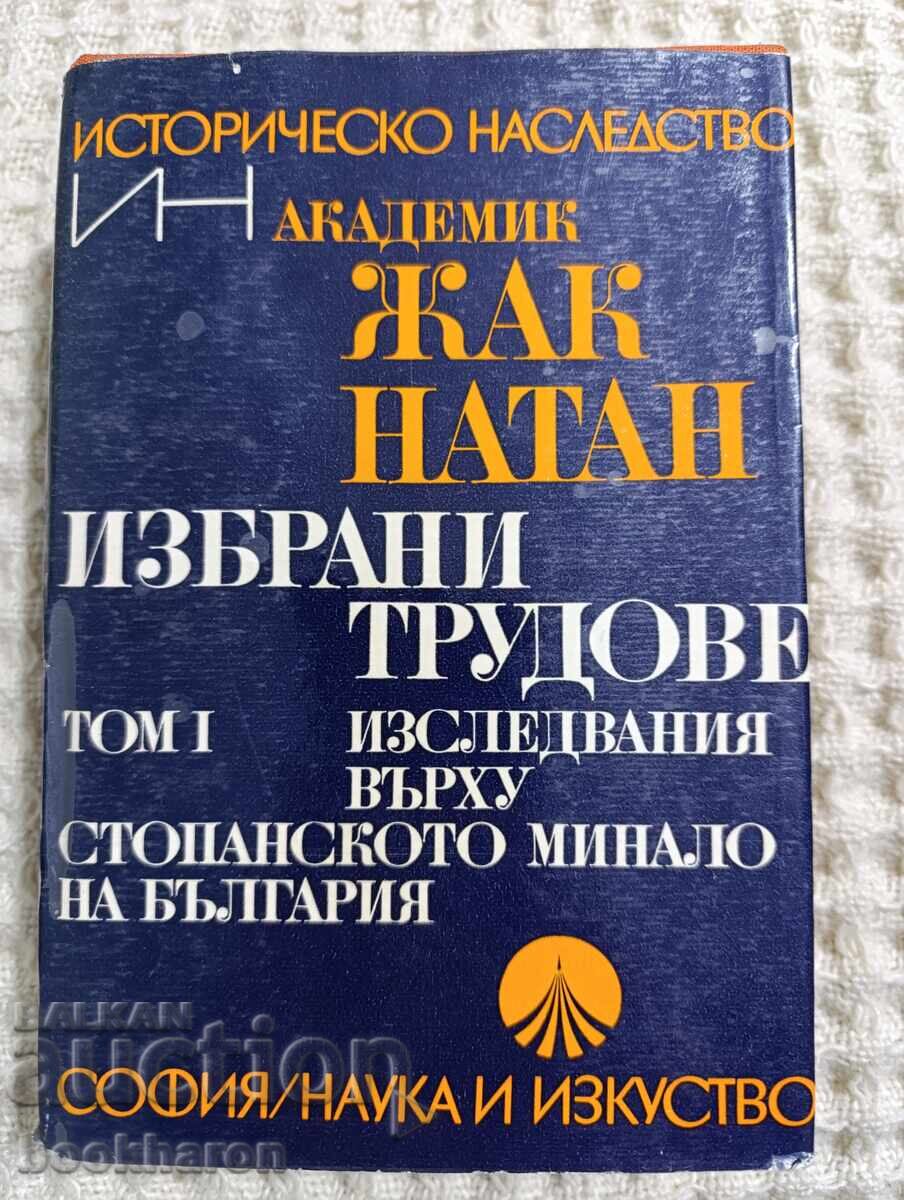 ИСТОРИЧЕСКО НАСЛЕДСТВО
ИН
АКАДЕМИК
ЖАК
НАТАН
ИЗБРАНИ
ТРУДОВЕ
ТОМ I ИЗСЛЕДВАНИЯ
ВЪРХУ
СТОПАНСКОТО МИНАЛО
НА БЪЛГАРИЯ
BALKAN
auction
СОФИЯ/НАУКА И ИЗКУСТВО
bookharon